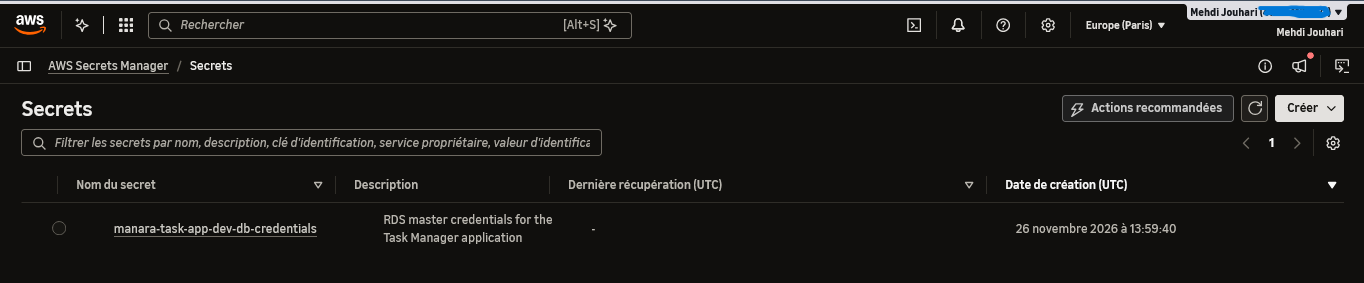 aws
Rechercher [Alt+S] Europe (Paris) Mehdi Jouhari
Mehdi Jouhari
AWS Secrets Manager / Secrets
Secrets
Actions recommandées Créer
Filtrer les secrets par nom, description, clé d'identification, service propriétaire, valeur d'identifica
1
Nom du secret Description Dernière récupération (UTC) Date de création (UTC)
manara-task-app-dev-db-credentials RDS master credentials for the - 26 novembre 2026 à 13:59:40
Task Manager application